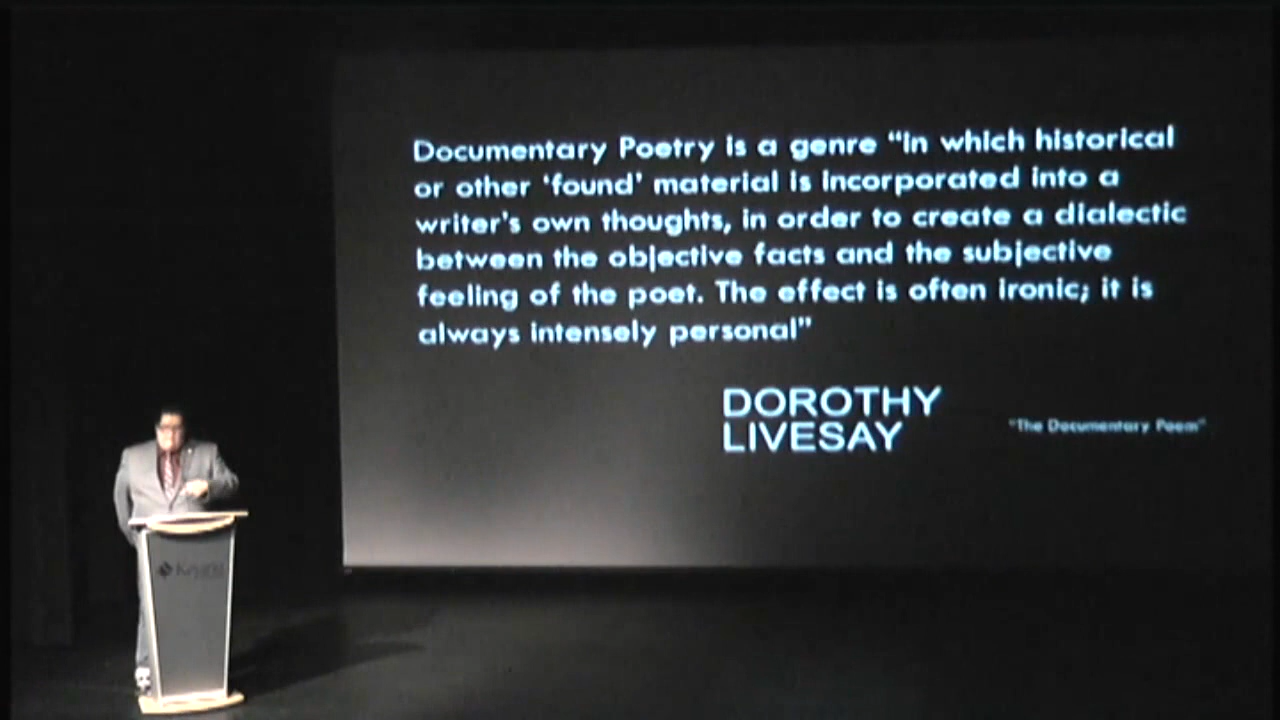 Documentary Poetry is a genre “In which historical
or other ‘found’ material is incorporated into a
writer's own thoughts, in order to create a dialectic
between the objective facts and the subjective
feeling of the poet. The effect is often ironic; it is
always intensely personal”
DOROTHY
LIVESAY
“The Documentary Poem”